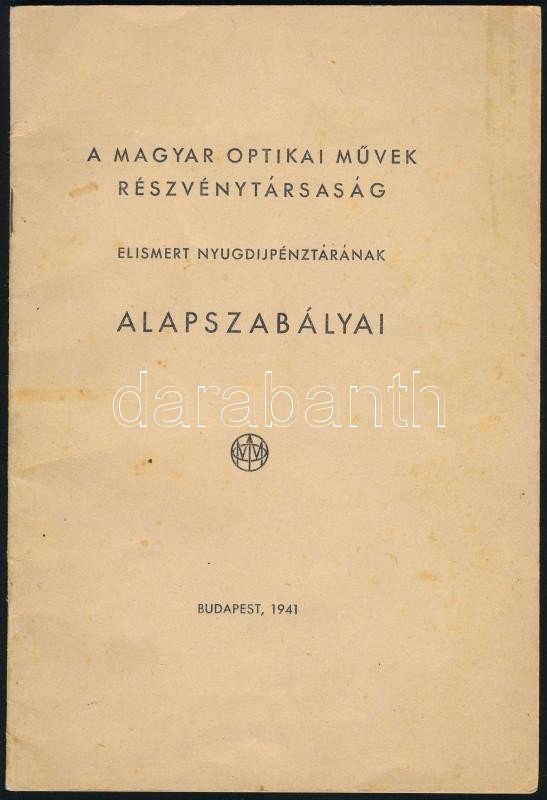 A MAGYAR OPTIKAI MŰVEK
RÉSZVÉNYTÁRSASÁG
ELISMERT NYUGDIJPÉNZTÁRÁNAK
ALAPSZABÁLYAI
darabanth
BUDAPEST, 1941